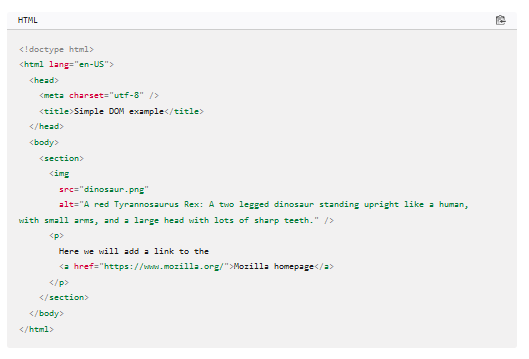 HTML
<!doctype html>
<html lang="en-US">
<head>
<meta charset="utf-8" />
<title>Simple DOM example</title>
</head>
<body>
<section>
<img
src="dinosaur.png"
alt="A red Tyrannosaurus Rex: A two legged dinosaur standing upright like a human,
with small arms, and a large head with lots of sharp teeth." />
<p>
Here we will add a link to the
<a href="https://www.mozilla.org/">Mozilla homepage</a>
</p>
</section>
</body>
</html>